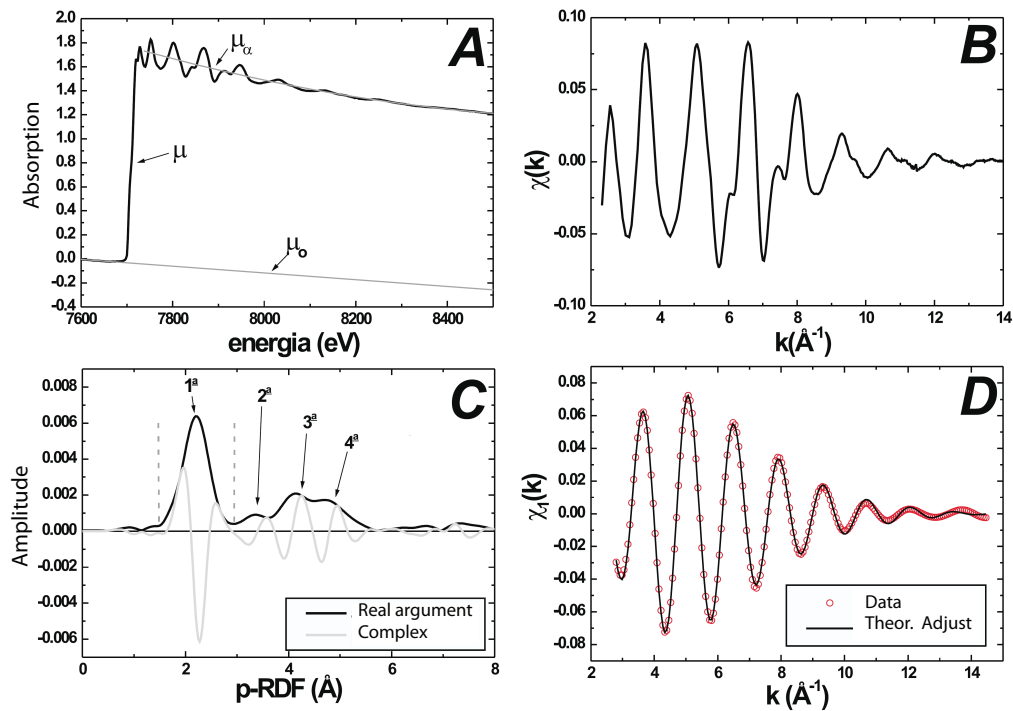 A
2.0
1.8
1.6
1.4
1.2
1.0
0.8
0.6
0.4
0.2
0.0
-0.2
-0.4
Absorption
μα
μ
μo
7600
7800
8000
8200
8400
energia (eV)
B
0.10
0.05
0.00
-0.05
-0.10
χ(k)
2
4
6
8
10
12
14
k(Å-1)
C
0.008
0.006
0.004
0.002
0.000
-0.002
-0.004
-0.006
Amplitude
1ª
2ª
3ª
4ª
Real argument
Complex
0
2
4
6
8
p-RDF (Å)
D
0.08
0.06
0.04
0.02
0.00
-0.02
-0.04
-0.06
-0.08
χ1(k)
Data
Theor. Adjust
2
4
6
8
10
12
14
k (Å-1)